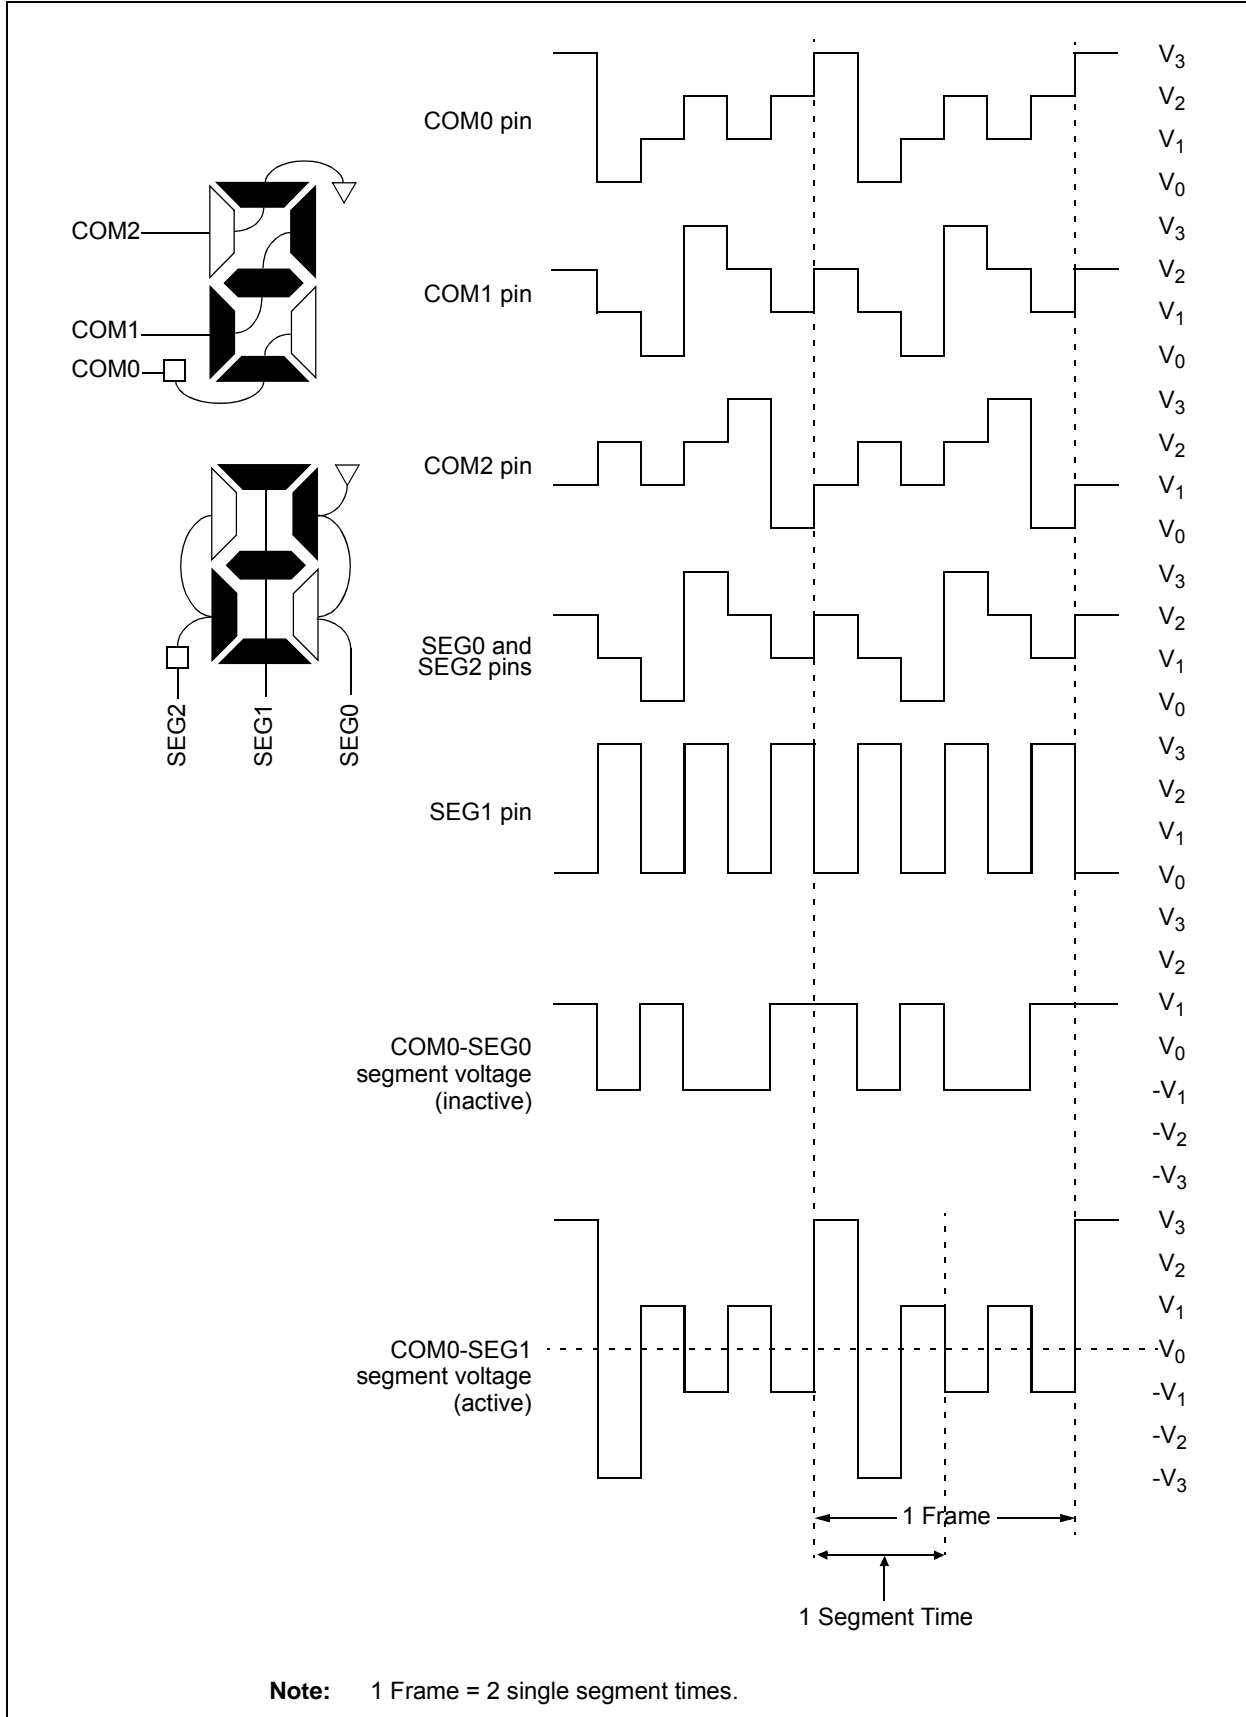 COM0 pin
V3
V2
V1
V0
COM2
COM1
COM0
COM1 pin
V3
V2
V1
V0
COM2 pin
V3
V2
V1
V0
SEG2
SEG1
SEG0
SEG0 and
SEG2 pins
V3
V2
V1
V0
SEG1 pin
V3
V2
V1
V0
COM0-SEG0
segment voltage
(inactive)
V3
V2
V1
V0
-V1
-V2
-V3
COM0-SEG1
segment voltage
(active)
V3
V2
V1
V0
-V1
-V2
-V3
1 Frame
1 Segment Time
Note: 1 Frame = 2 single segment times.